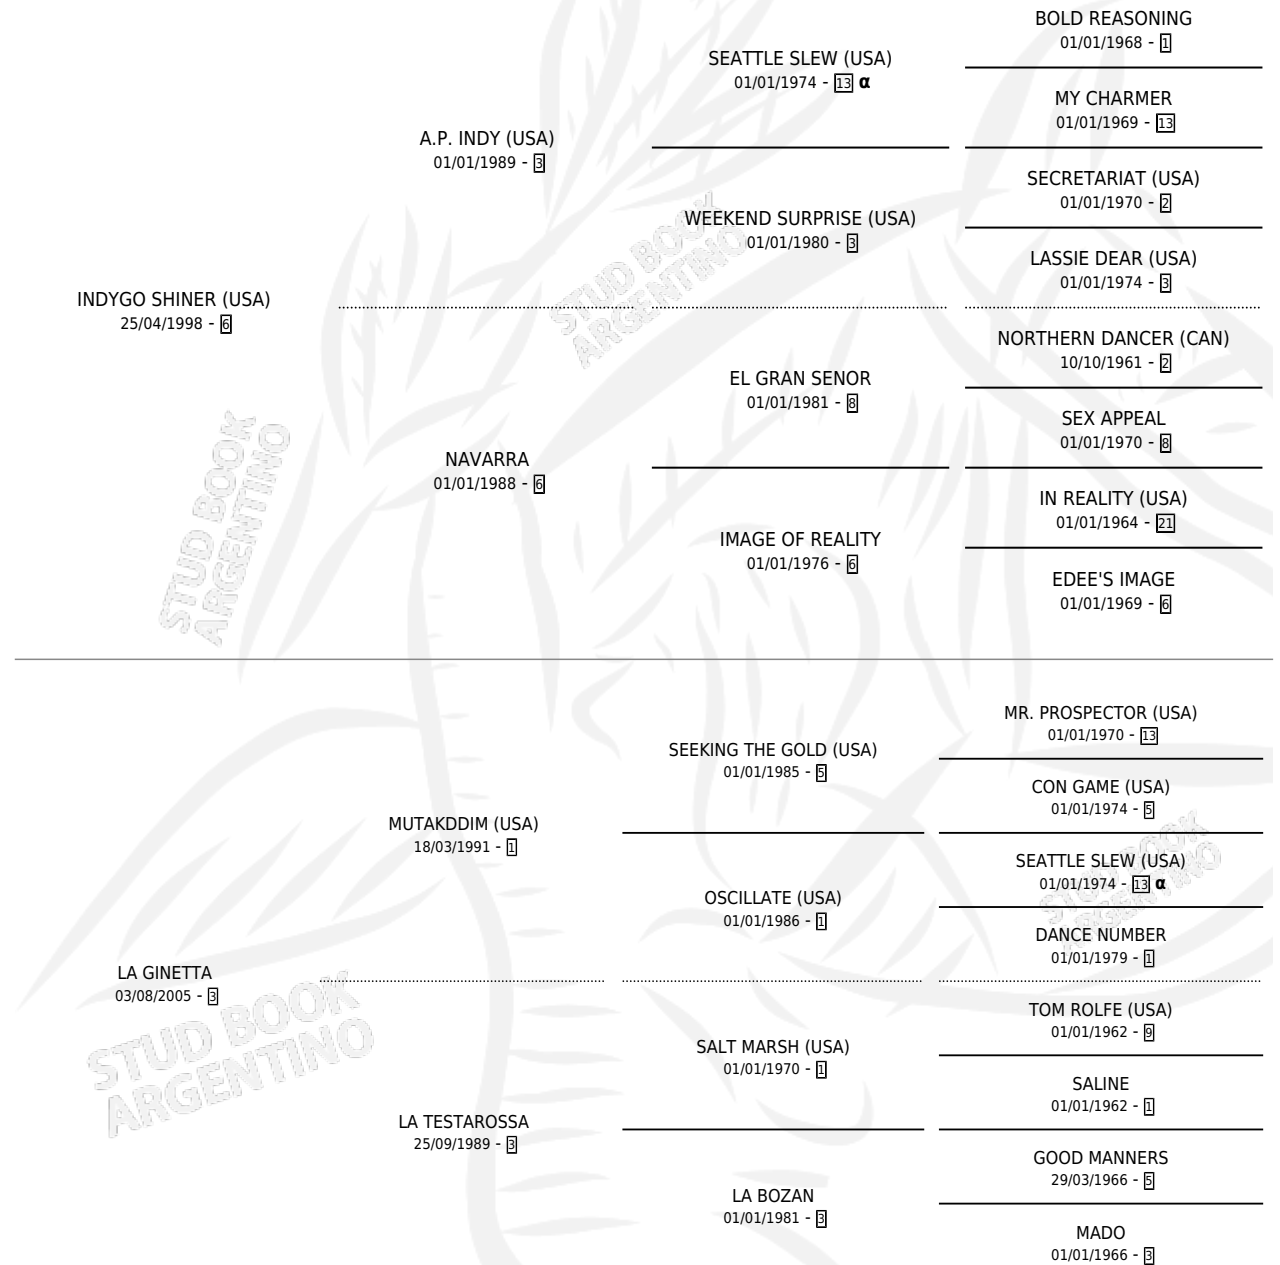 BOLD REASONING
01/01/1968 - 1
SEATTLE SLEW (USA)
01/01/1974 - 13 α
MY CHARMER
01/01/1969 - 13
A.P. INDY (USA)
01/01/1989 - 3
SECRETARIAT (USA)
01/01/1970 - 2
WEEKEND SURPRISE (USA)
01/01/1980 - 3
LASSIE DEAR (USA)
01/01/1974 - 3
INDYGO SHINER (USA)
25/04/1998 - 6
NORTHERN DANCER (CAN)
10/10/1961 - 2
EL GRAN SENOR
01/01/1981 - 8
SEX APPEAL
01/01/1970 - 8
NAVARRA
01/01/1988 - 6
IN REALITY (USA)
01/01/1964 - 21
IMAGE OF REALITY
01/01/1976 - 6
EDEE'S IMAGE
01/01/1969 - 6
STUD BOOK
ARGENTINO
STUD BOOK
ARGENTINO
MR. PROSPECTOR (USA)
01/01/1970 - 13
SEEKING THE GOLD (USA)
01/01/1985 - 5
CON GAME (USA)
01/01/1974 - 5
MUTAKDDIM (USA)
18/03/1991 - 1
SEATTLE SLEW (USA)
01/01/1974 - 13 α
OSCILLATE (USA)
01/01/1986 - 1
DANCE NUMBER
01/01/1979 - 1
LA GINETTA
03/08/2005 - 3
TOM ROLFE (USA)
01/01/1962 - 9
SALT MARSH (USA)
01/01/1970 - 1
SALINE
01/01/1962 - 1
LA TESTAROSSA
25/09/1989 - 3
GOOD MANNERS
29/03/1966 - 5
LA BOZAN
01/01/1981 - 3
MADO
01/01/1966 - 3
STUD BOOK
ARGENTINO
STUD BOOK
ARGENTINO